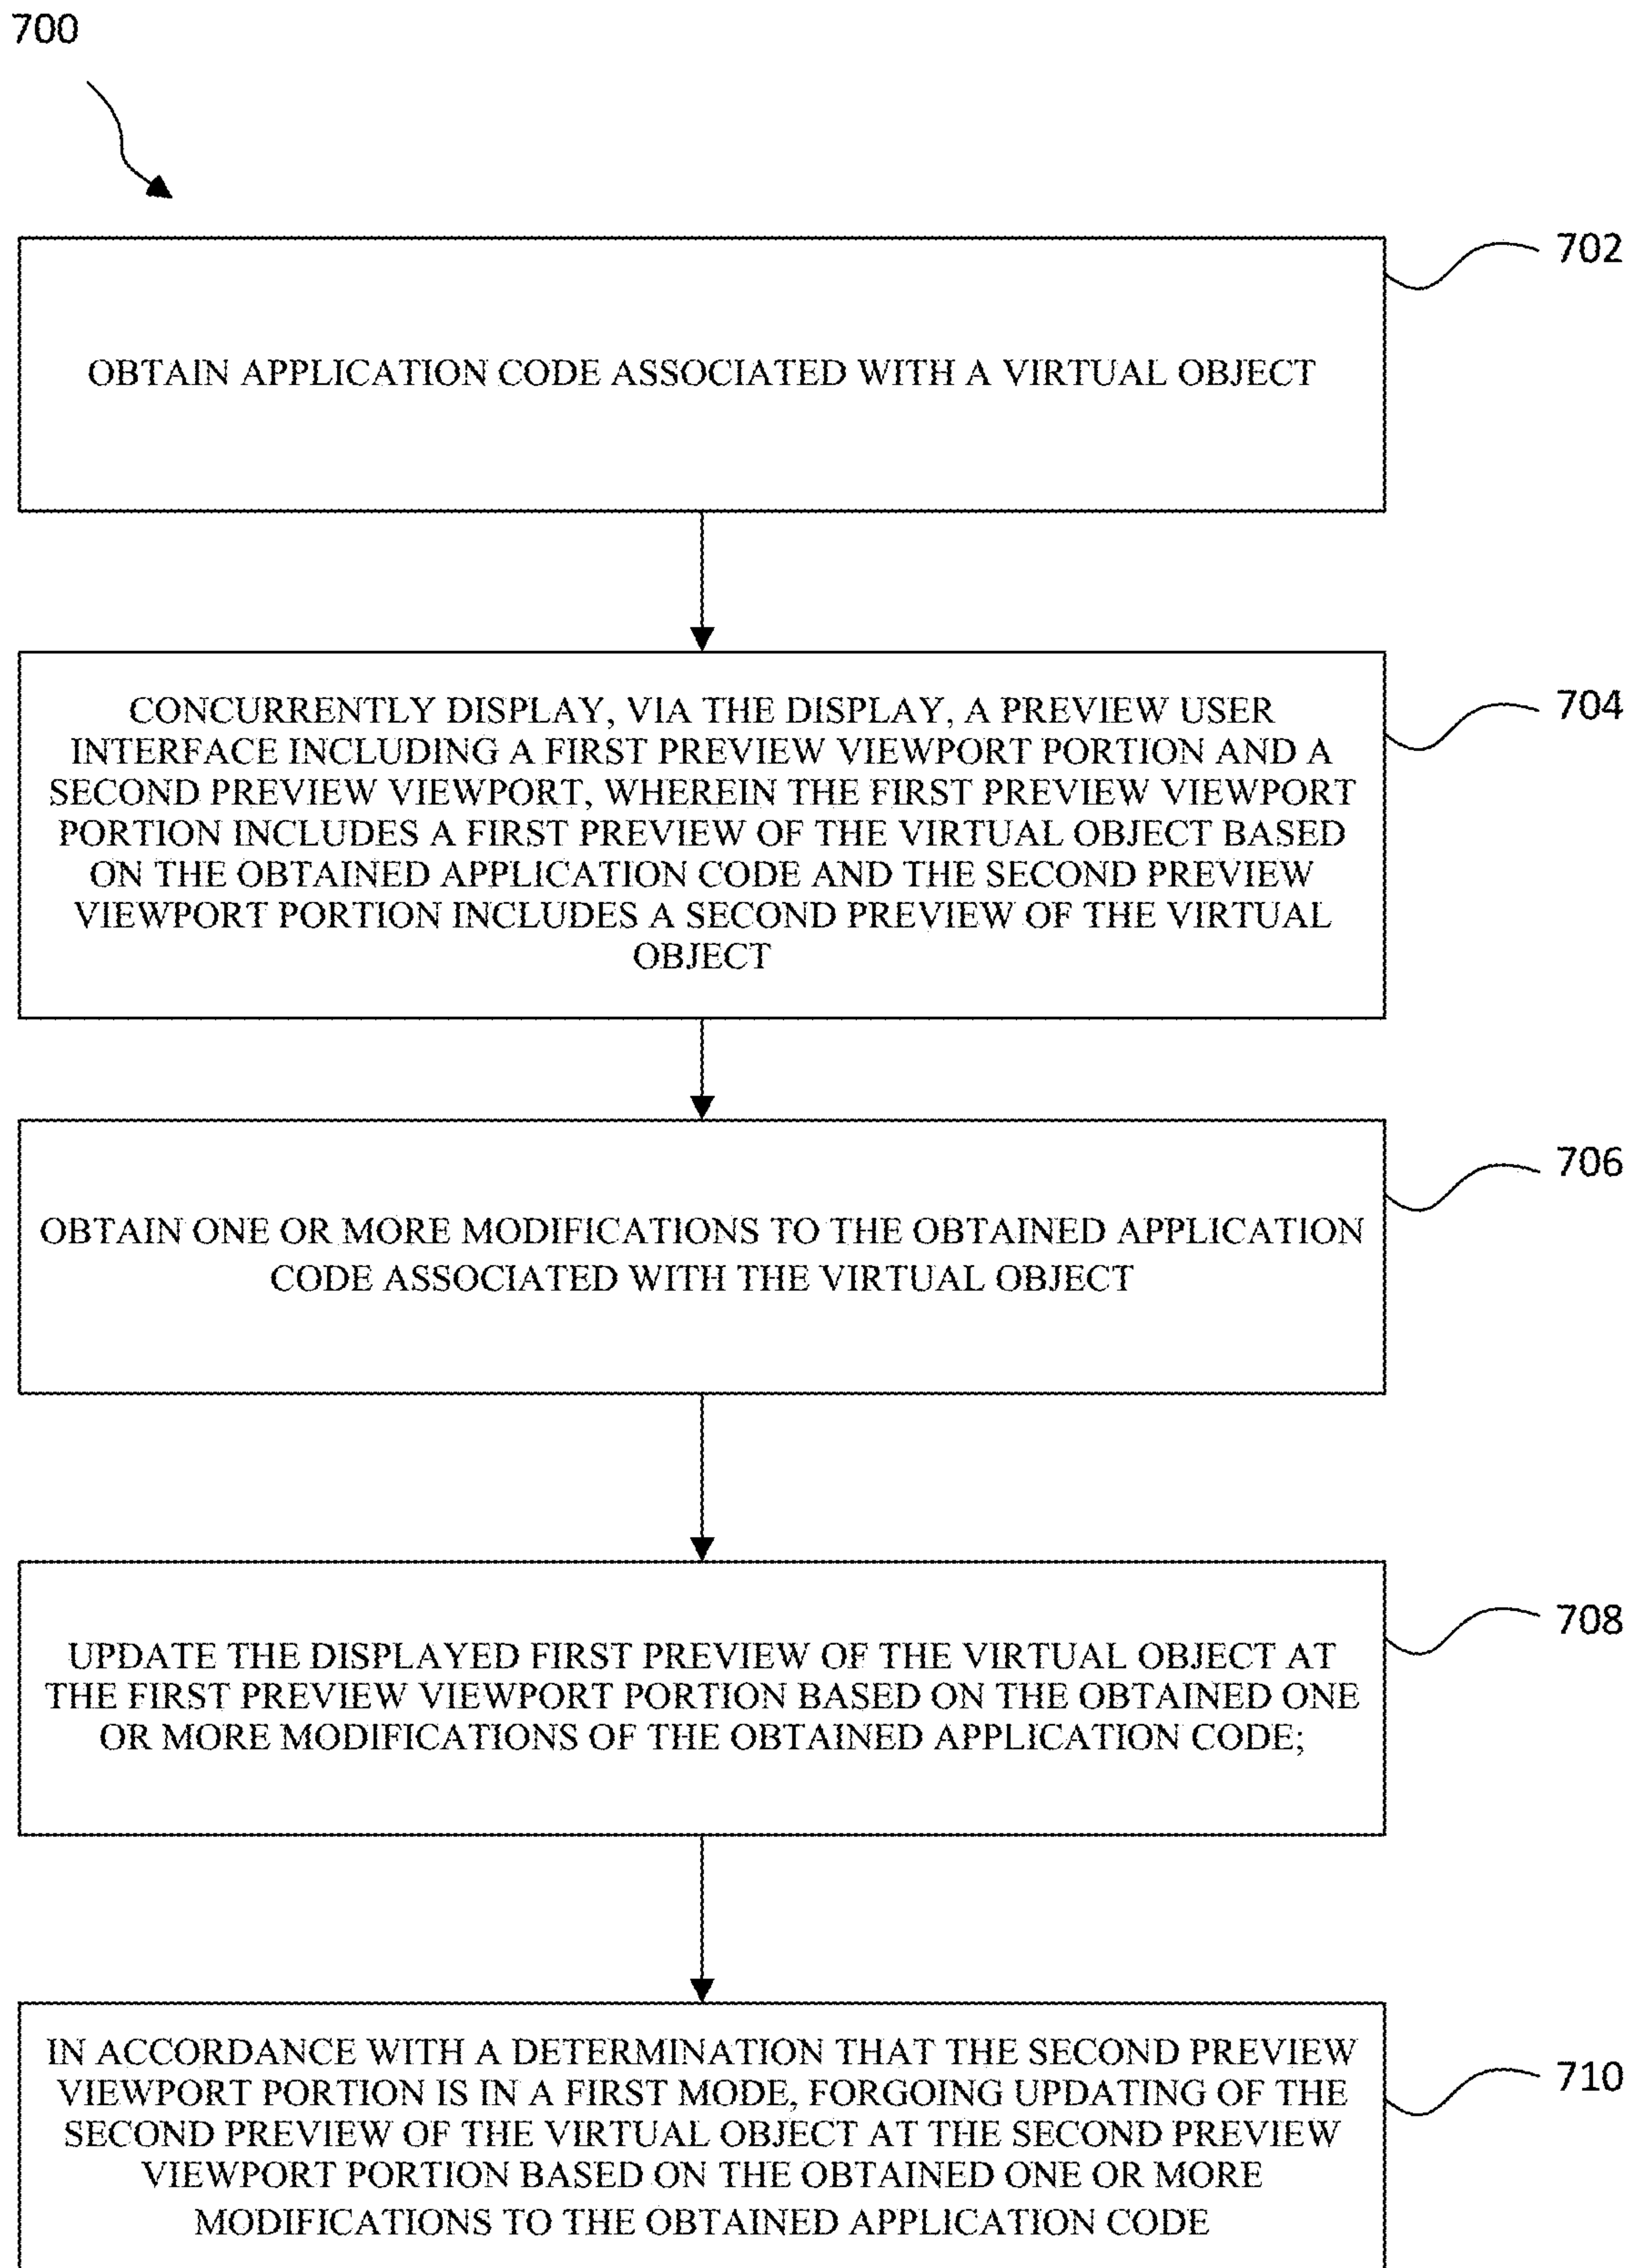 700
702
OBTAIN APPLICATION CODE ASSOCIATED WITH A VIRTUAL OBJECT
704
CONCURRENTLY DISPLAY, VIA THE DISPLAY, A PREVIEW USER
INTERFACE INCLUDING A FIRST PREVIEW VIEWPORT PORTION AND A
SECOND PREVIEW VIEWPORT, WHEREIN THE FIRST PREVIEW VIEWPORT
PORTION INCLUDES A FIRST PREVIEW OF THE VIRTUAL OBJECT BASED
ON THE OBTAINED APPLICATION CODE AND THE SECOND PREVIEW
VIEWPORT PORTION INCLUDES A SECOND PREVIEW OF THE VIRTUAL
OBJECT
706
OBTAIN ONE OR MORE MODIFICATIONS TO THE OBTAINED APPLICATION
CODE ASSOCIATED WITH THE VIRTUAL OBJECT
708
UPDATE THE DISPLAYED FIRST PREVIEW OF THE VIRTUAL OBJECT AT
THE FIRST PREVIEW VIEWPORT PORTION BASED ON THE OBTAINED ONE
OR MORE MODIFICATIONS OF THE OBTAINED APPLICATION CODE;
710
IN ACCORDANCE WITH A DETERMINATION THAT THE SECOND PREVIEW
VIEWPORT PORTION IS IN A FIRST MODE, FORGOING UPDATING OF THE
SECOND PREVIEW OF THE VIRTUAL OBJECT AT THE SECOND PREVIEW
VIEWPORT PORTION BASED ON THE OBTAINED ONE OR MORE
MODIFICATIONS TO THE OBTAINED APPLICATION CODE